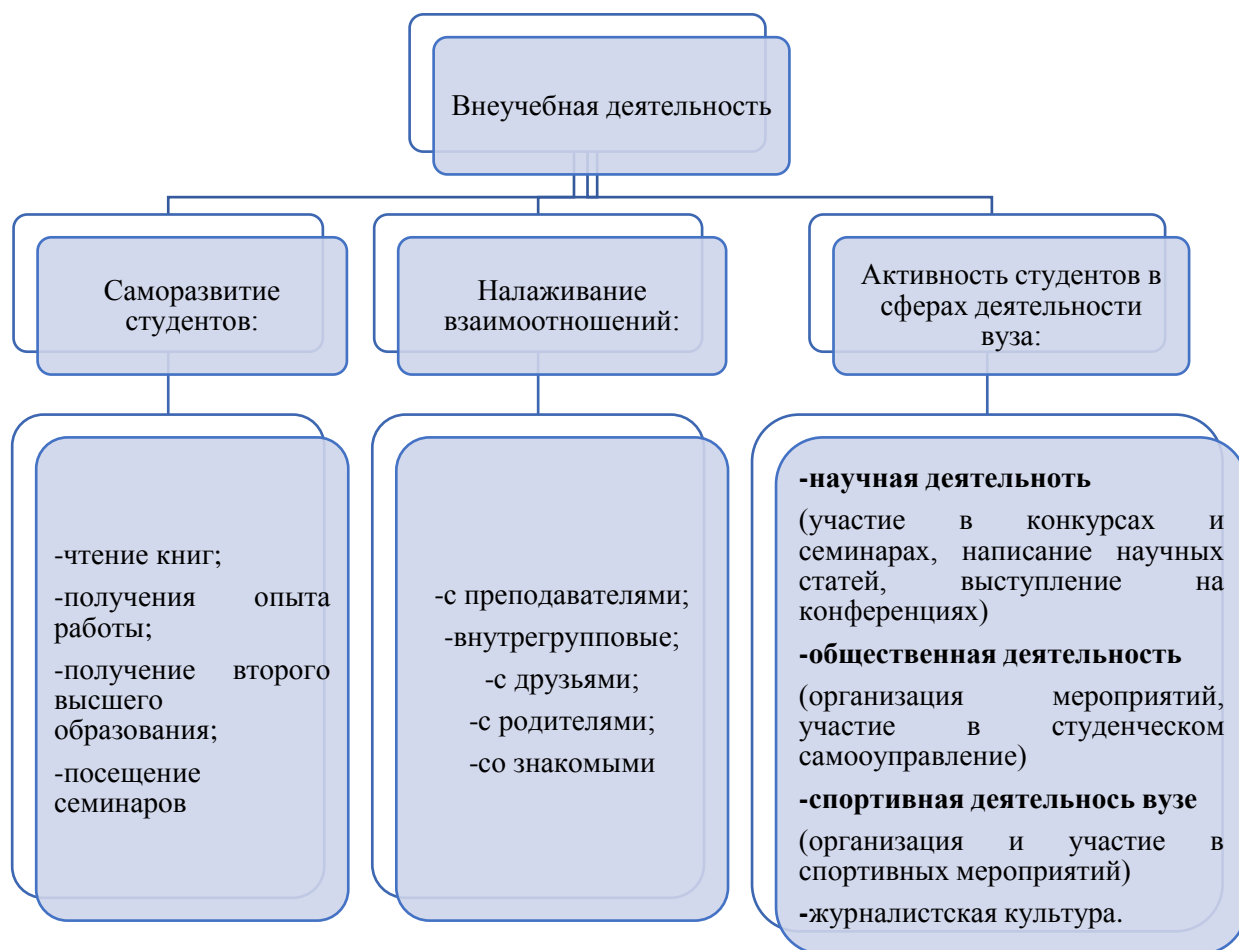 Внеучебная деятельность
Саморазвитие
студентов:
Налаживание
взаимоотношений:
Активность студентов в
сферах деятельности
вуза:
-чтение книг;
-получения опыта
работы;
-получение второго
высшего
образования;
-посещение
семинаров
-с преподавателями;
-внутрегрупповые;
-с друзьями;
-с родителями;
-со знакомыми
-научная деятельноть
(участие в конкурсах и
семинарах, написание научных
статей, выступление на
конференциях)
-общественная деятельность
(организация мероприятий,
участие в студенческом
самооуправление)
-спортивная деятельнось вузе
(организация и участие в
спортивных мероприятий)
-журналистская культура.